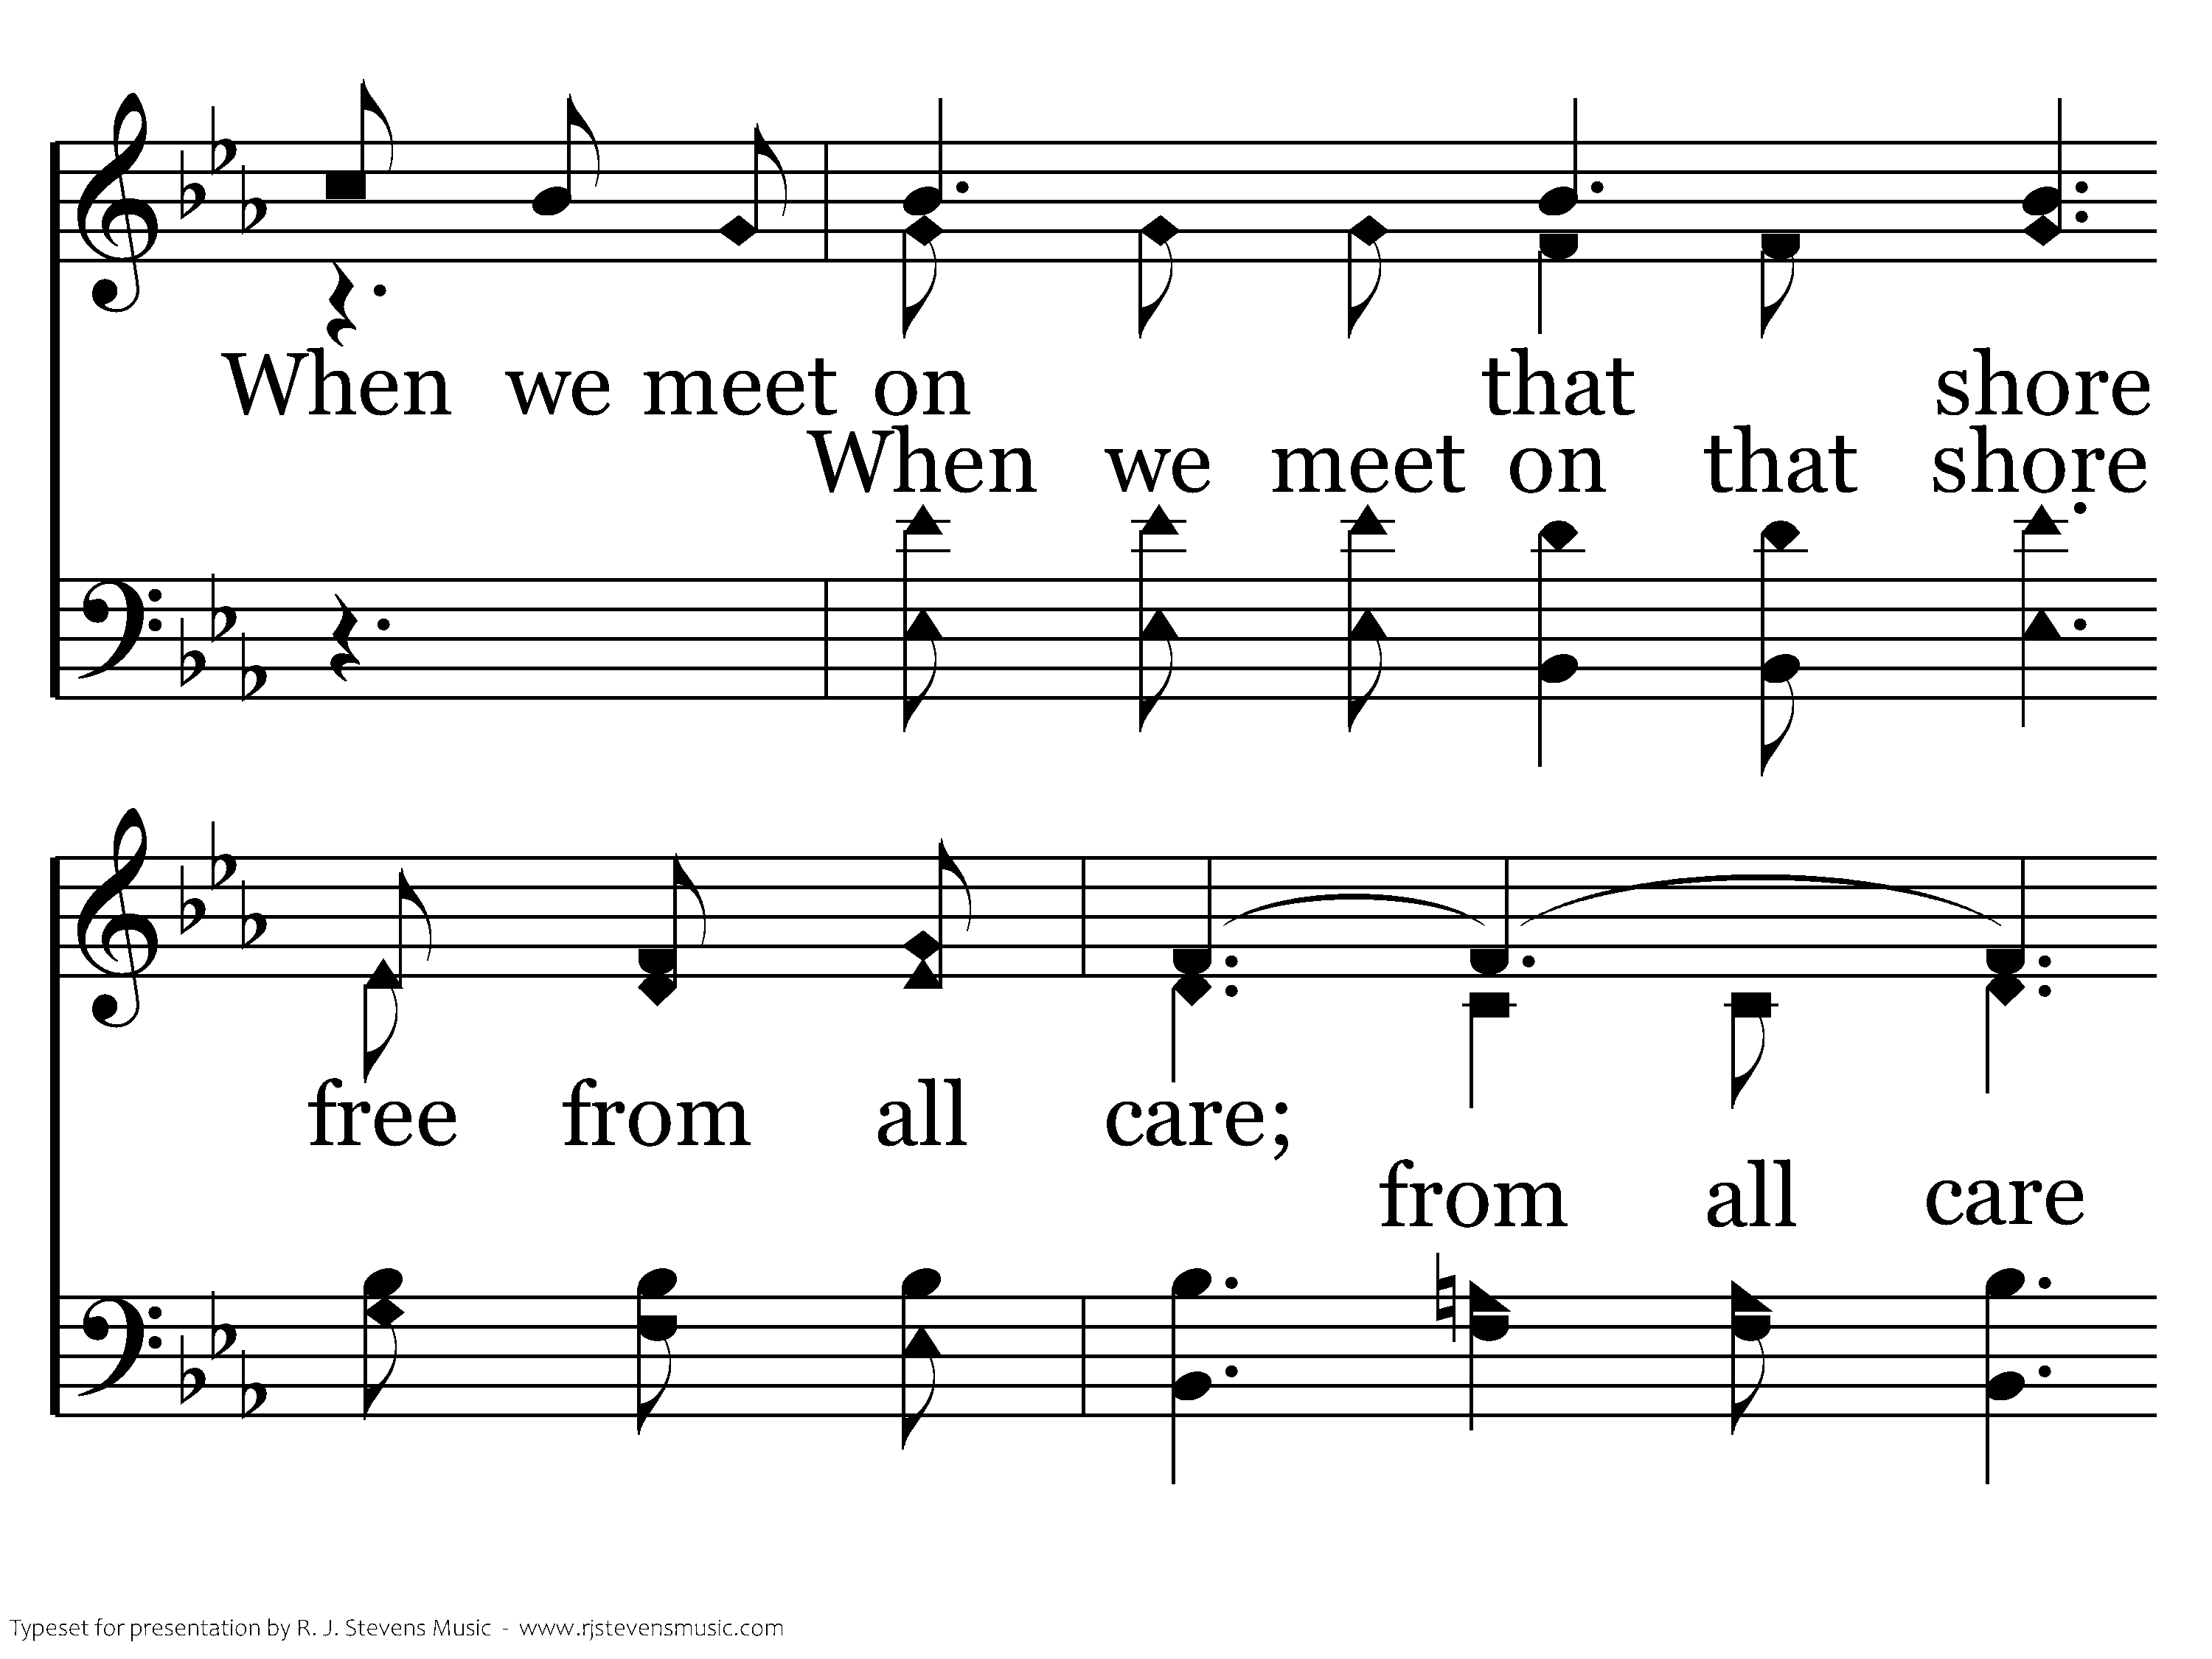 When we meet on that shore
When we meet on that shore
free from all care;
from all care
Typeset for presentation by R. J. Stevens Music - www.rjstevensmusic.com